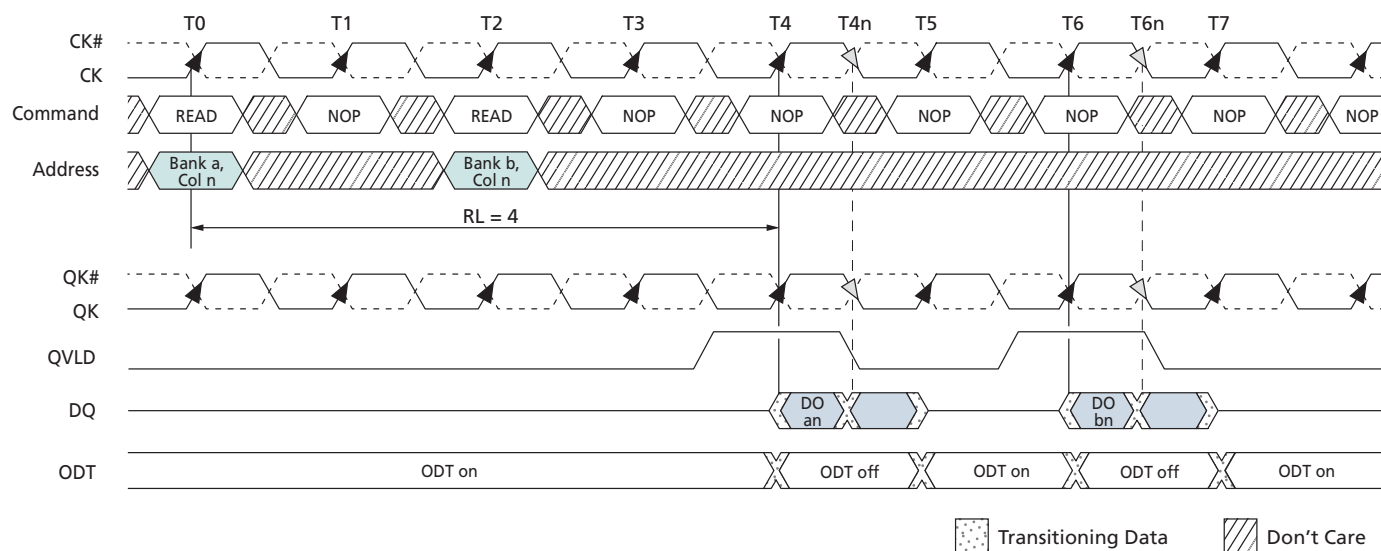 T0 T1 T2 T3 T4 T4n T5 T6 T6n T7
CK#
CK
Command READ NOP READ NOP NOP NOP NOP NOP NOP
Address Bank a, Col n Bank b, Col n
RL = 4
QK#
QK
QVLD
DQ DO an DO bn
ODT ODT on ODT off ODT on ODT off ODT on
Transitioning Data Don't Care